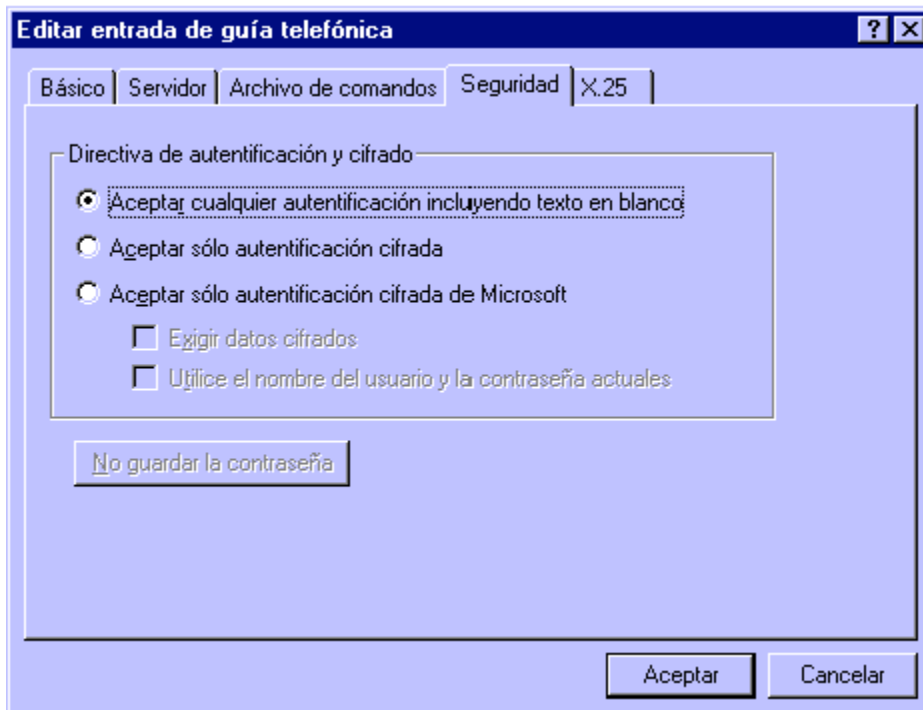 Editar entrada de guía telefónica
Básico Servidor Archivo de comandos Seguridad X.25
Directiva de autentificación y cifrado
Aceptar cualquier autentificación incluyendo texto en blanco
Aceptar sólo autentificación cifrada
Aceptar sólo autentificación cifrada de Microsoft
Exigir datos cifrados
Utilice el nombre del usuario y la contraseña actuales
No guardar la contraseña
Aceptar Cancelar